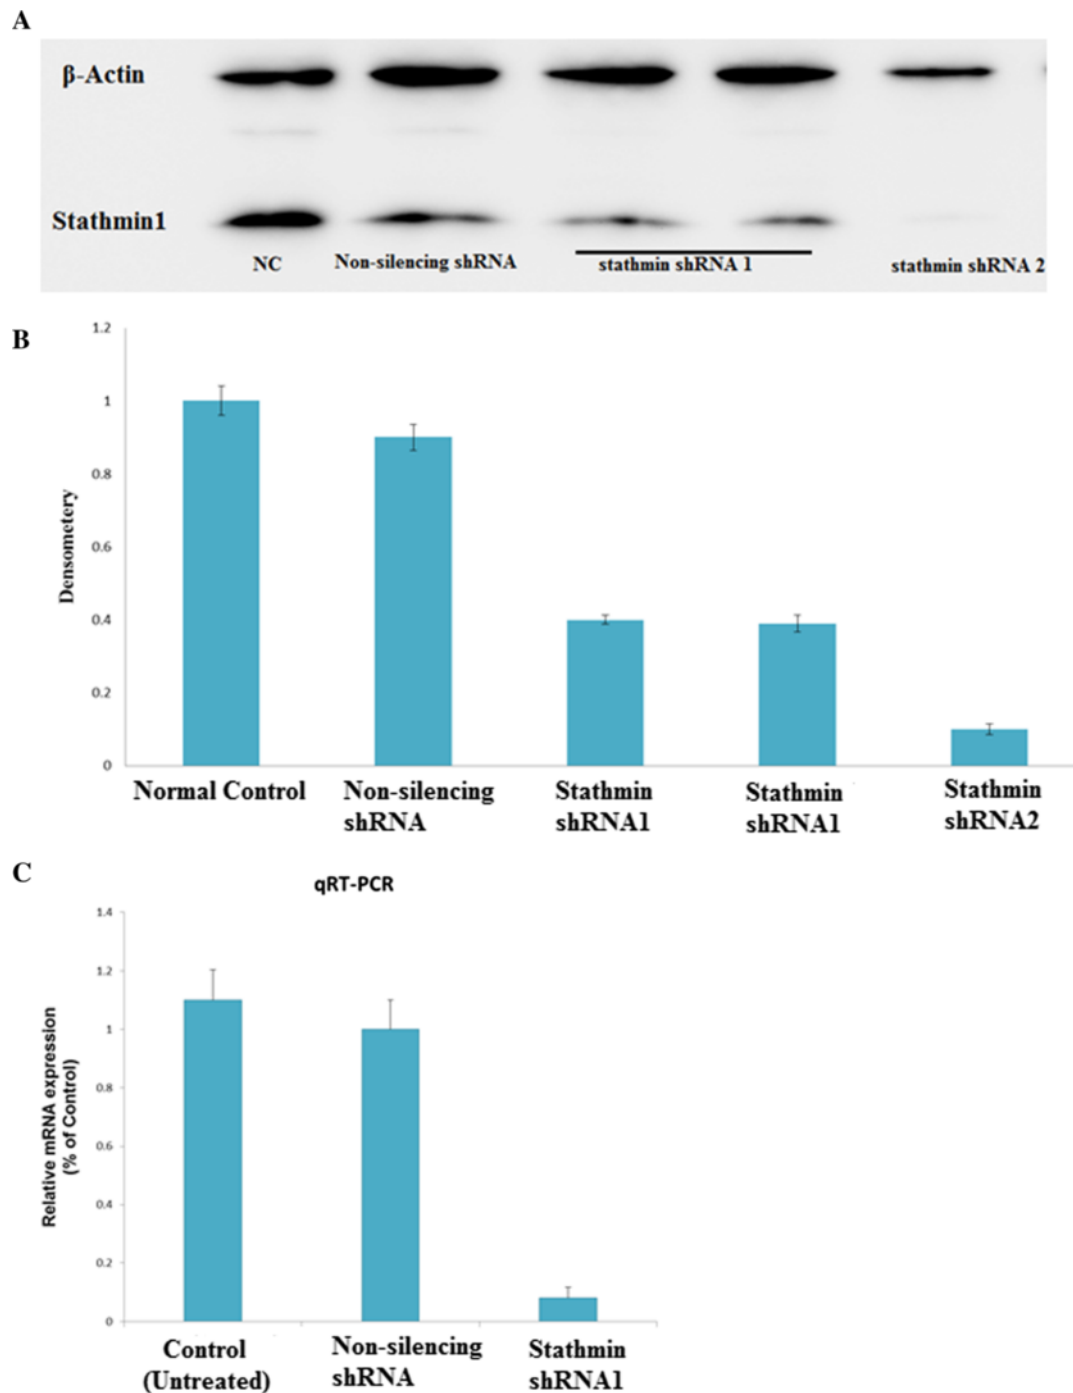 A
β-Actin
Stathmin1
NC
Non-silencing shRNA
stathmin shRNA 1
stathmin shRNA 2
B
1.2
1
0.8
0.6
0.4
0.2
0
Densometery
Normal Control
Non-silencing
shRNA
Stathmin
shRNA1
Stathmin
shRNA1
Stathmin
shRNA2
C
qRT-PCR
1.4
1.2
1
0.8
0.6
0.4
0.2
0
Relative mRNA expression
(% of Control)
Control
(Untreated)
Non-silencing
shRNA
Stathmin
shRNA1